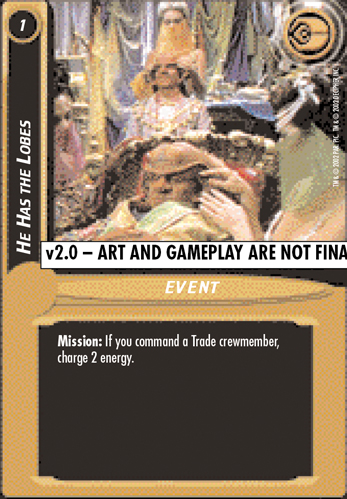 1
HE HAS THE LOBES
v2.0 – ART AND GAMEPLAY ARE NOT FINA
EVENT
Mission: If you command a Trade crewmember,
charge 2 energy.